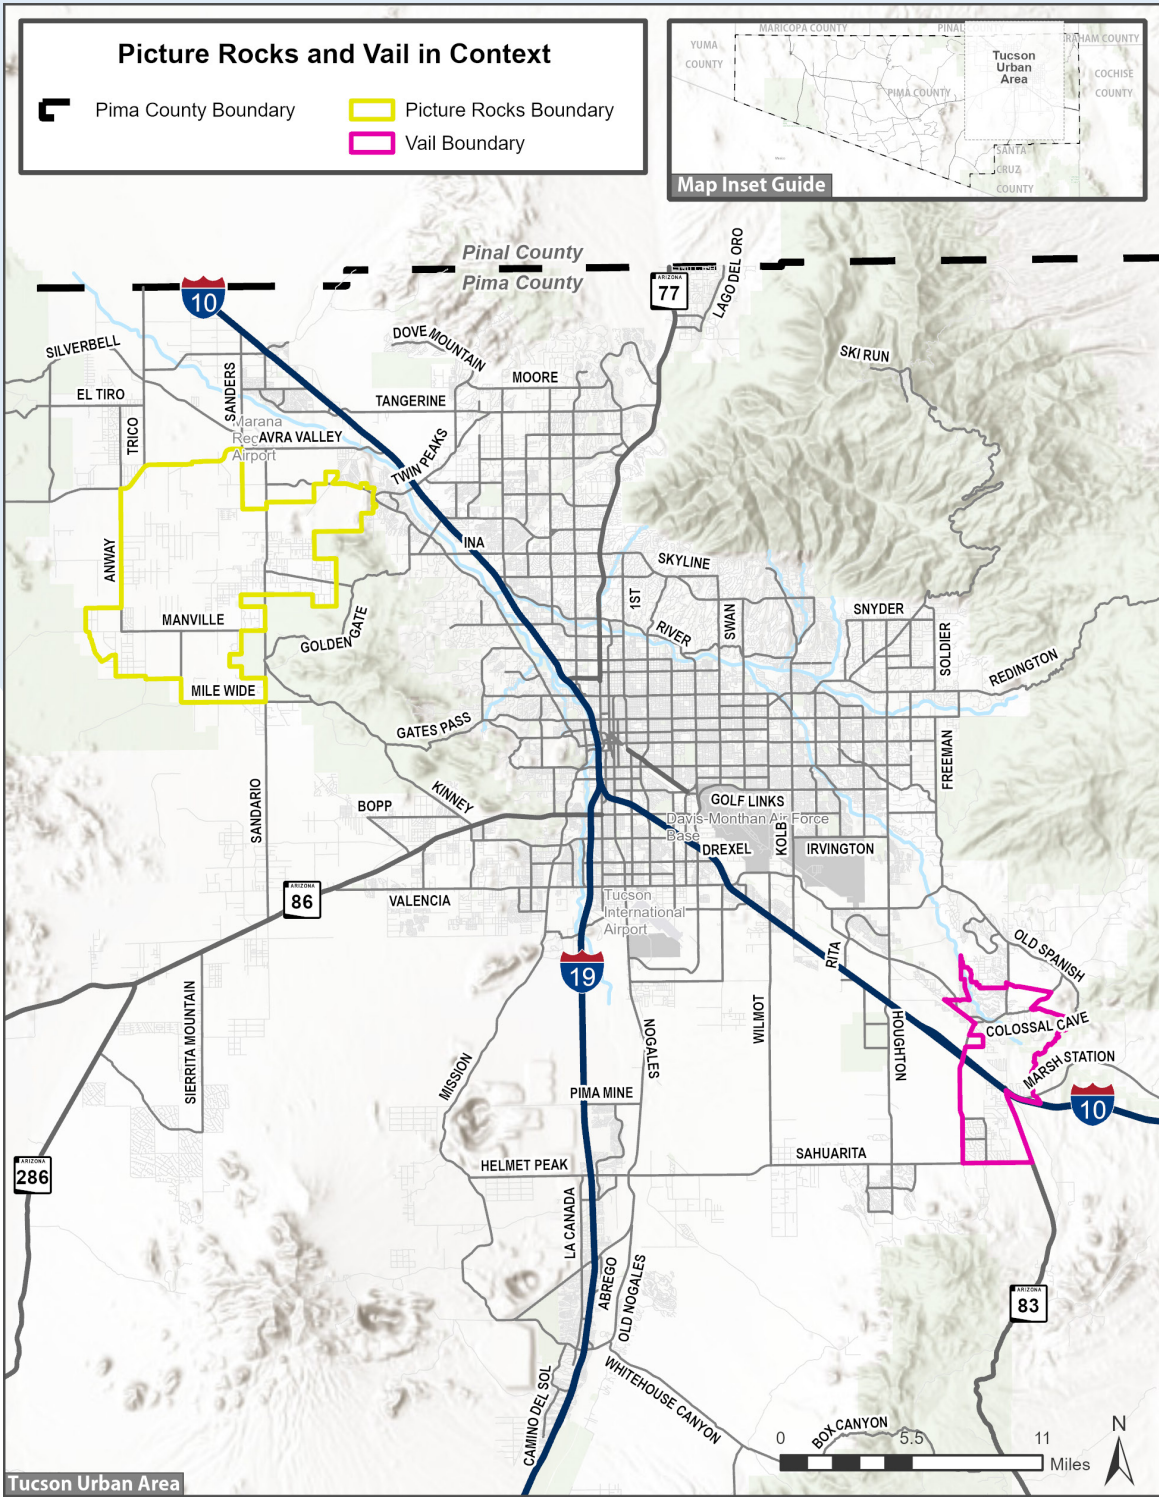 Picture Rocks and Vail in Context
Pima County Boundary
Picture Rocks Boundary
Vail Boundary
MARICOPA COUNTY
PINAL
RAHAM COUNTY
YUMA
COUNTY
Tucson
Urban
Area
COCHISE
COUNTY
PIMA COUNTY
SANTA
CRUZ
COUNTY
Map Inset Guide
Pinal County
Pima County
10
ARIZONA
77
LAGO DEL ORO
SILVERBELL
DOVE MOUNTAIN
SKI RUN
MOORE
EL TIRO
SANDERS
TANGERINE
TRICO
Marana
Reg
Airport
AVRA VALLEY
TWIN PEAKS
INA
ANWAY
SKYLINE
1ST
SWAN
SNYDER
MANVILLE
GOLDEN GATE
RIVER
SOLDIER
REDINGTON
MILE WIDE
GATES PASS
FREEMAN
SANDARIO
BOPP
KINNEY
GOLF LINKS
Davis-Monthan Air Force
Base
KOLB
DREXEL
IRVINGTON
ARIZONA
86
VALENCIA
Tucson
International
Airport
OLD SPANISH
RITA
19
SIERRITA MOUNTAIN
WILMOT
HOUGHTON
COLOSSAL CAVE
NOGALES
MISSION
MARSH STATION
PIMA MINE
10
ARIZONA
286
HELMET PEAK
SAHUARITA
LA CANADA
ABREGO
OLD NOGALES
ARIZONA
83
CAMINO DEL SOL
WHITEHOUSE CANYON
BOX CANYON
0
5.5
11
Miles
N
Tucson Urban Area